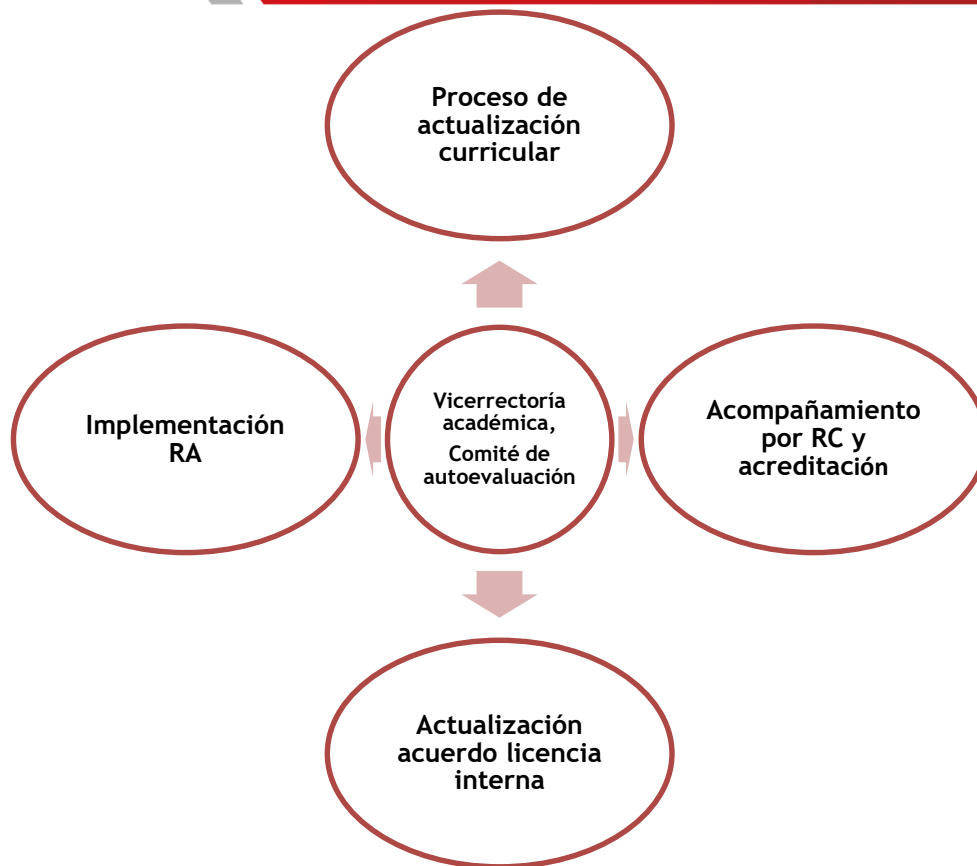 Proceso de
actualización
curricular
Implementación
RA
Vicerrectoría
académica,
Comité de
autoevaluación
Acompañamiento
por RC y
acreditación
Actualización
acuerdo licencia
interna